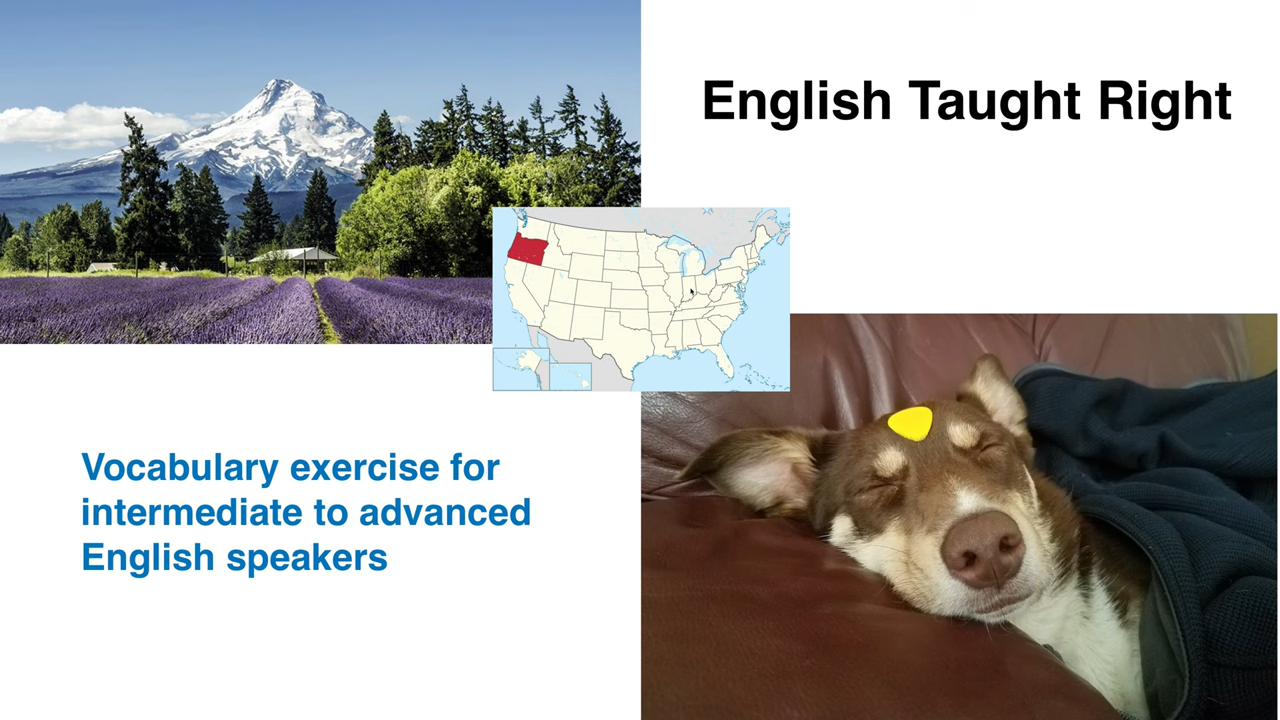 English Taught Right
Vocabulary exercise for
intermediate to advanced
English speakers